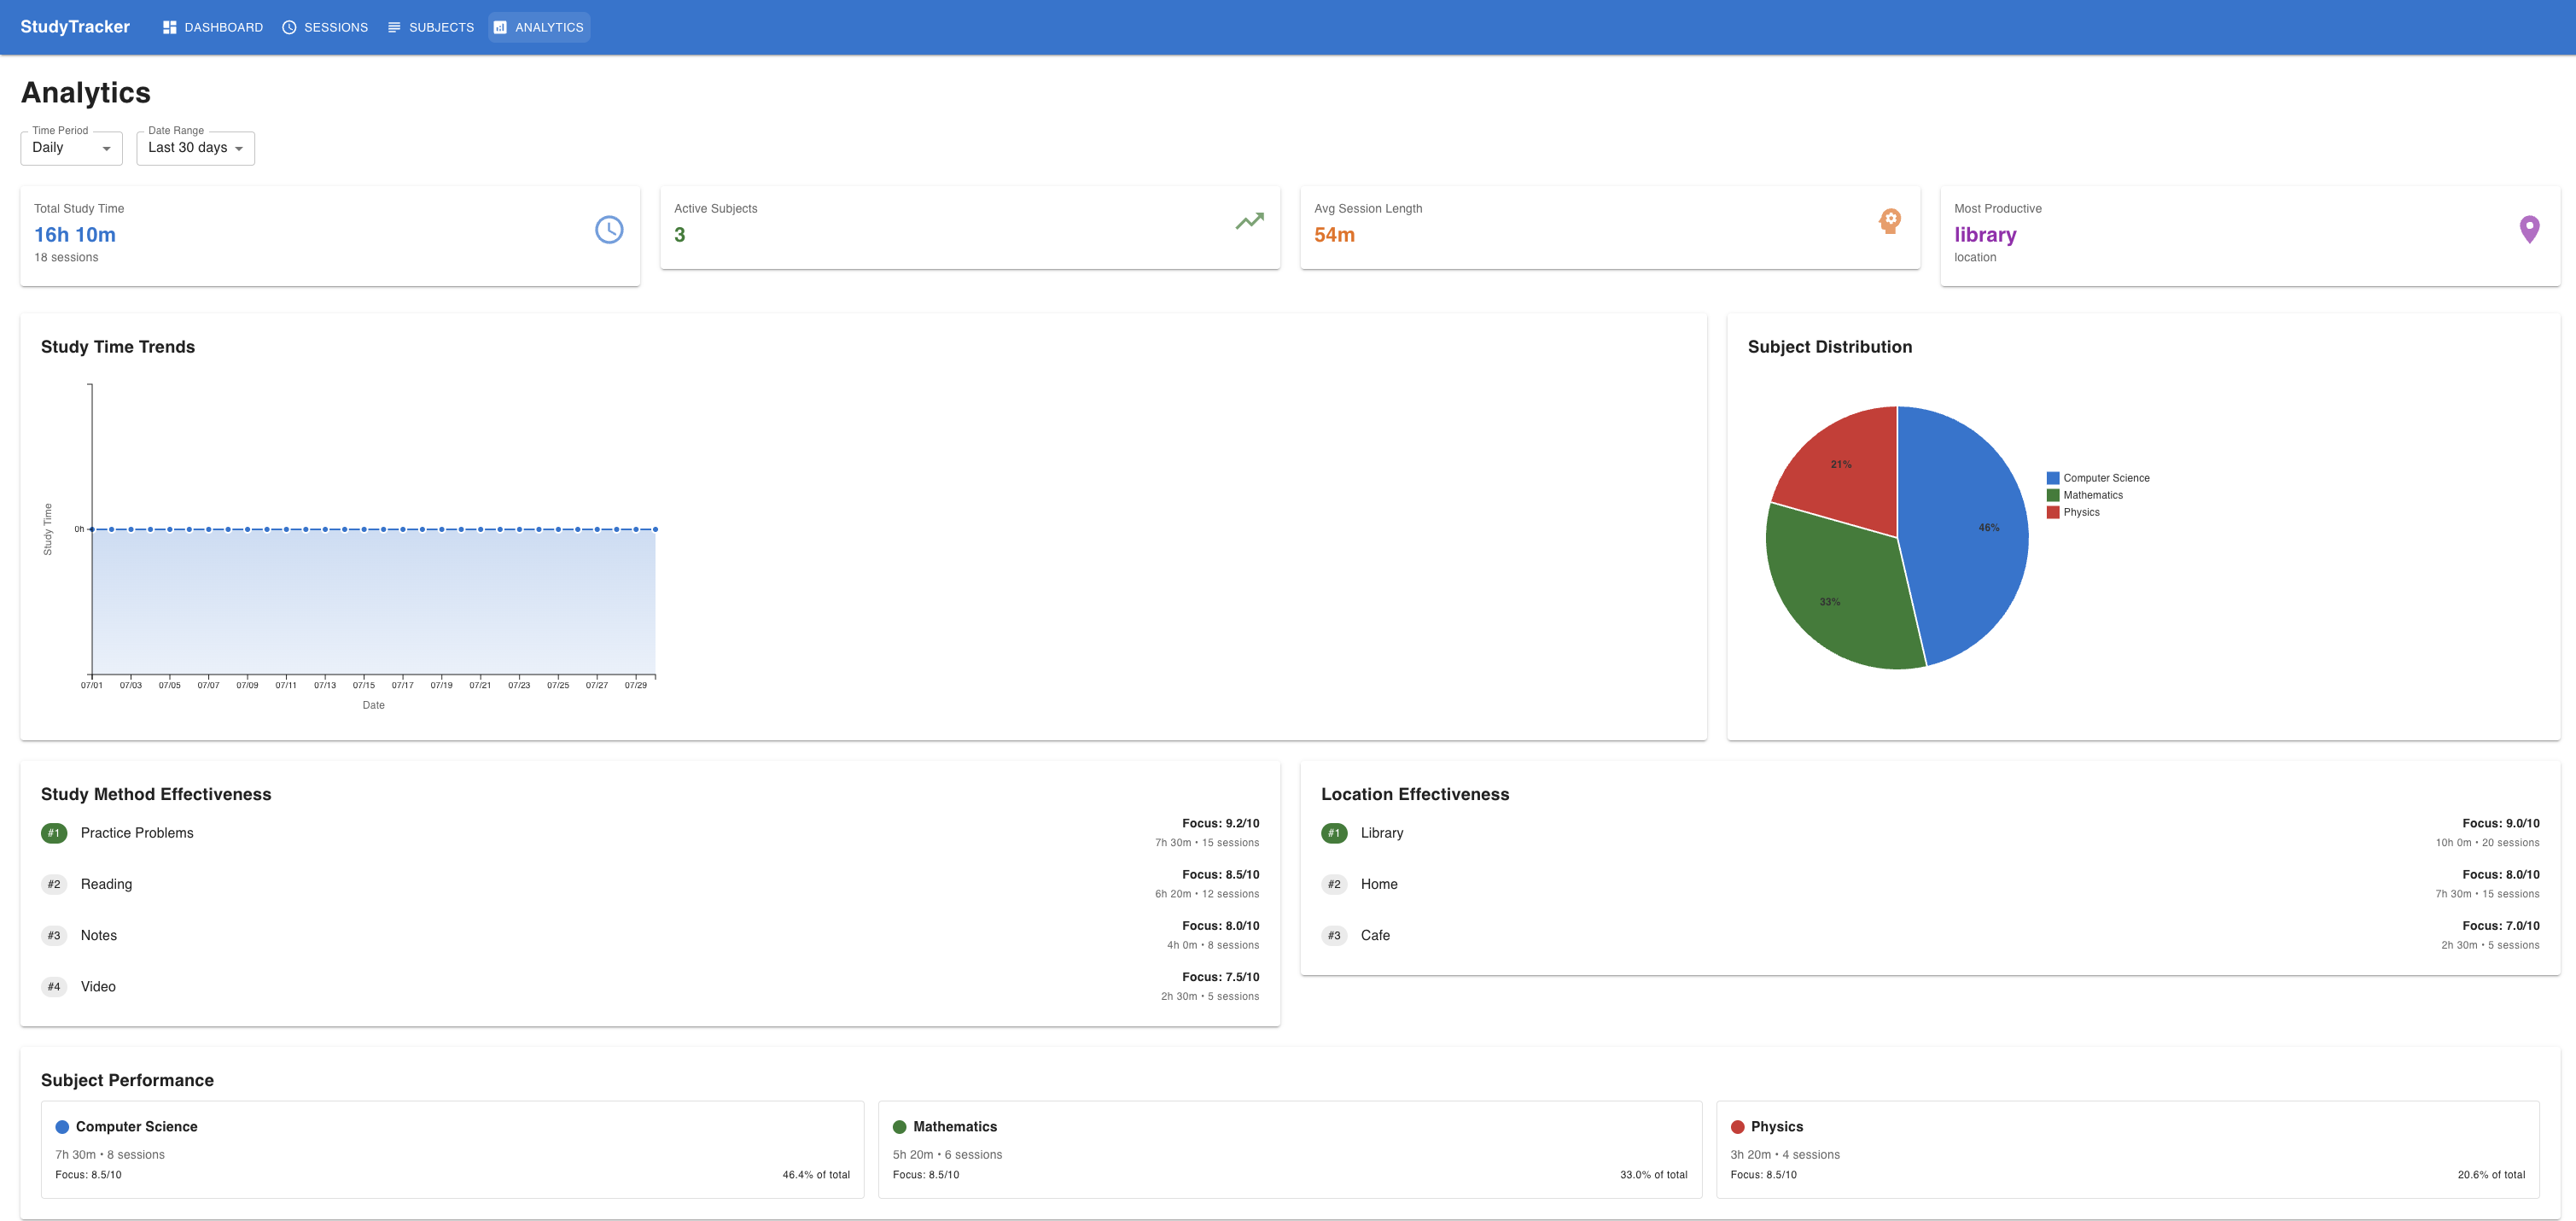 StudyTracker
DASHBOARD
SESSIONS
SUBJECTS
ANALYTICS
Analytics
Time Period
Daily
Date Range
Last 30 days
Total Study Time
16h 10m
18 sessions
Active Subjects
3
Avg Session Length
54m
Most Productive
library
location
Study Time Trends
Study Time
0h
07/01 07/03 07/05 07/07 07/09 07/11 07/13 07/15 07/17 07/19 07/21 07/23 07/25 07/27 07/29
Date
Subject Distribution
21%
46%
33%
Computer Science
Mathematics
Physics
Study Method Effectiveness
#1 Practice Problems
Focus: 9.2/10
7h 30m • 15 sessions
#2 Reading
Focus: 8.5/10
6h 20m • 12 sessions
#3 Notes
Focus: 8.0/10
4h 0m • 8 sessions
#4 Video
Focus: 7.5/10
2h 30m • 5 sessions
Location Effectiveness
#1 Library
Focus: 9.0/10
10h 0m • 20 sessions
#2 Home
Focus: 8.0/10
7h 30m • 15 sessions
#3 Cafe
Focus: 7.0/10
2h 30m • 5 sessions
Subject Performance
Computer Science
7h 30m • 8 sessions
Focus: 8.5/10
46.4% of total
Mathematics
5h 20m • 6 sessions
Focus: 8.5/10
33.0% of total
Physics
3h 20m • 4 sessions
Focus: 8.5/10
20.6% of total